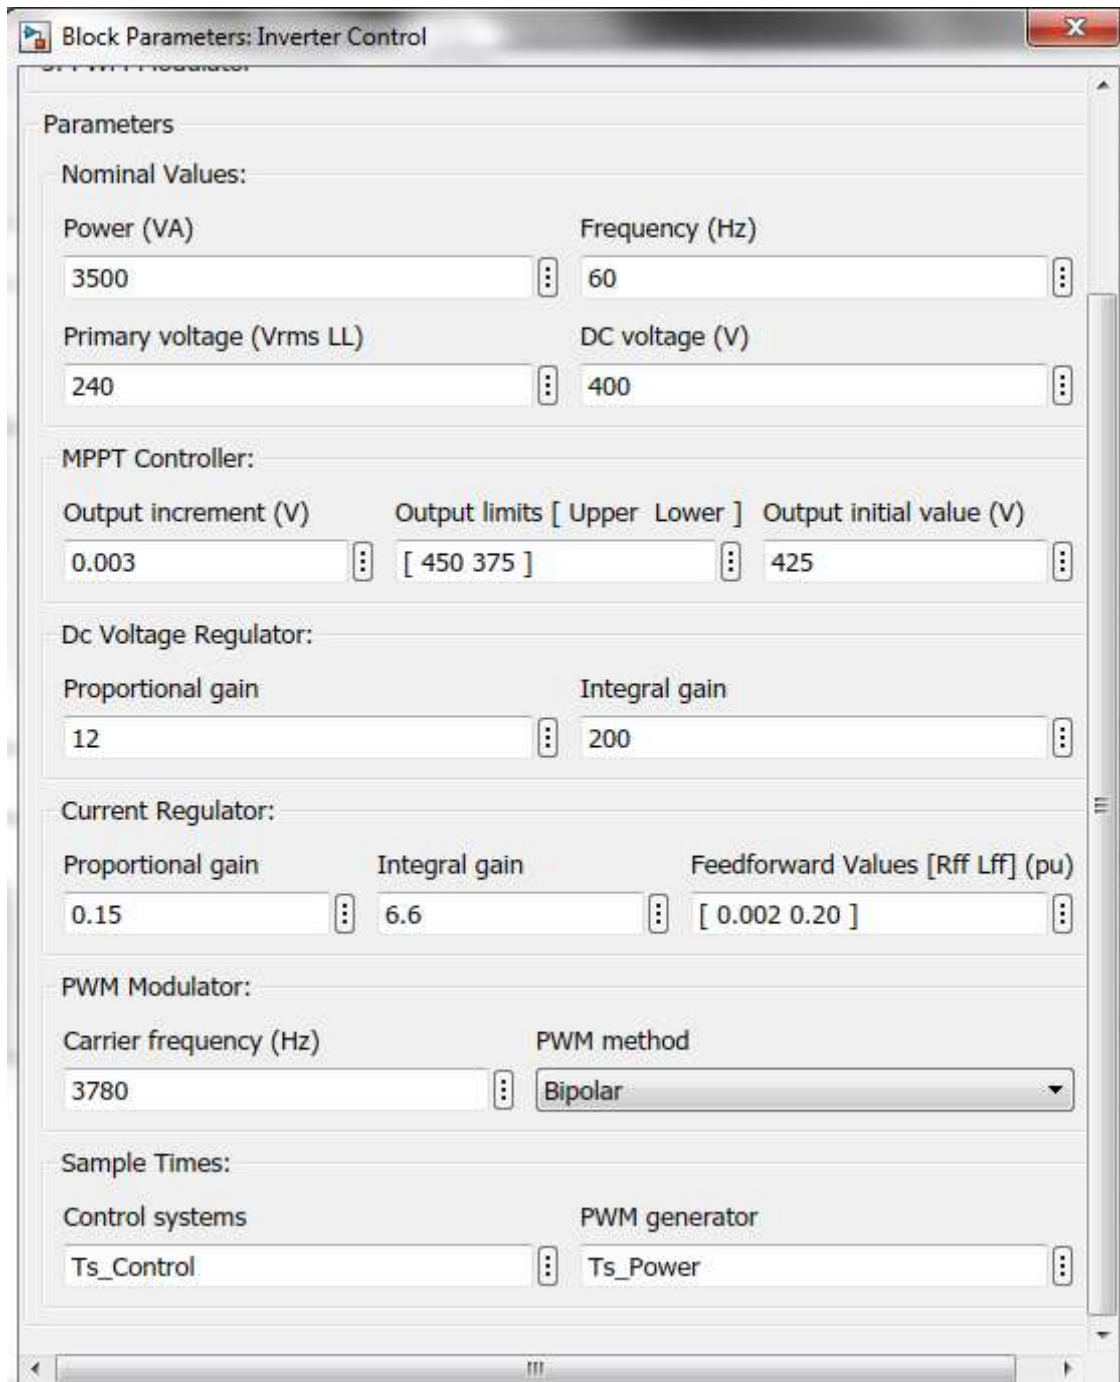 Block Parameters: Inverter Control
Parameters
Nominal Values:
Power (VA) Frequency (Hz)
3500 60
Primary voltage (Vrms LL) DC voltage (V)
240 400
MPPT Controller:
Output increment (V) Output limits [ Upper Lower ] Output initial value (V)
0.003 [ 450 375 ] 425
Dc Voltage Regulator:
Proportional gain Integral gain
12 200
Current Regulator:
Proportional gain Integral gain Feedforward Values [Rff Lff] (pu)
0.15 6.6 [ 0.002 0.20 ]
PWM Modulator:
Carrier frequency (Hz) PWM method
3780 Bipolar
Sample Times:
Control systems PWM generator
Ts_Control Ts_Power